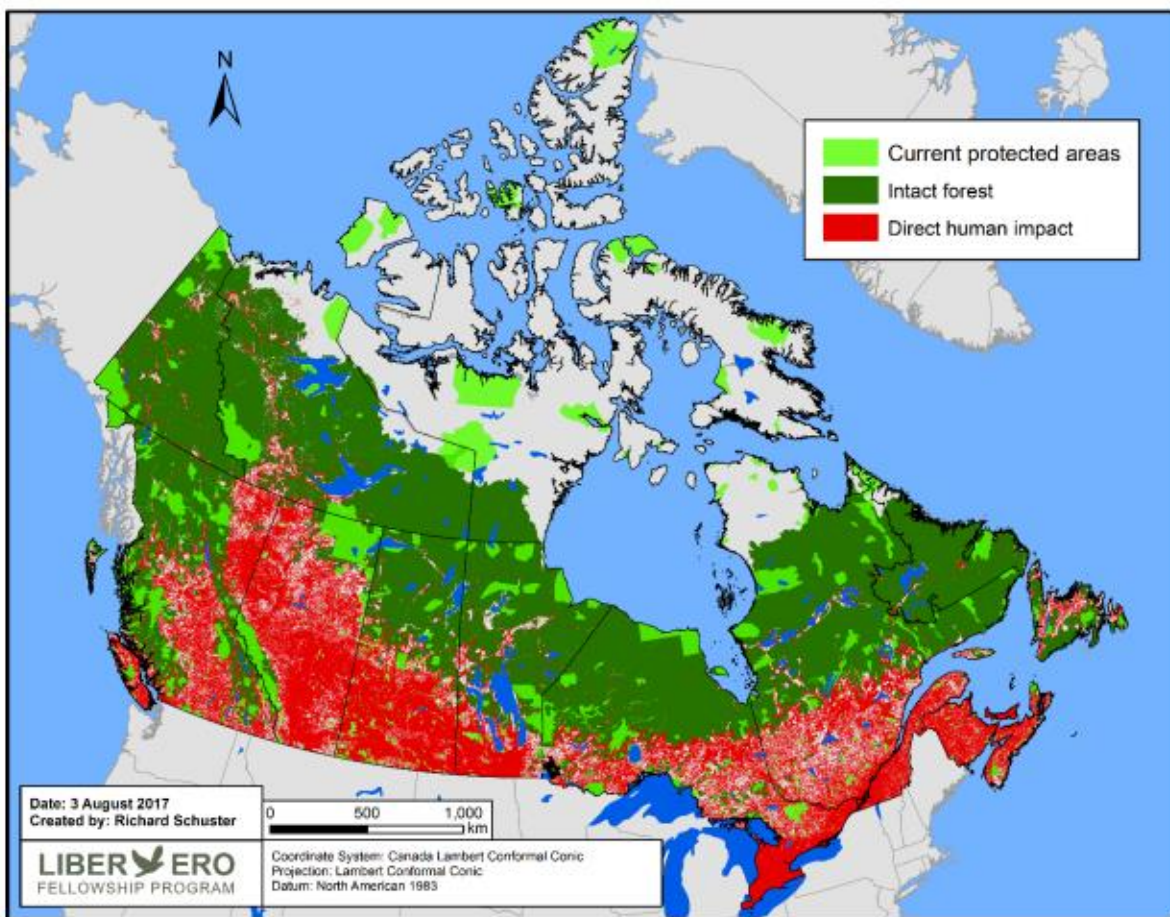 N
Current protected areas
Intact forest
Direct human impact
Date: 3 August 2017
Created by: Richard Schuster
0 500 1,000
km
LIBER ERO
FELLOWSHIP PROGRAM
Coordinate System: Canada Lambert Conformal Conic
Projection: Lambert Conformal Conic
Datum: North American 1983